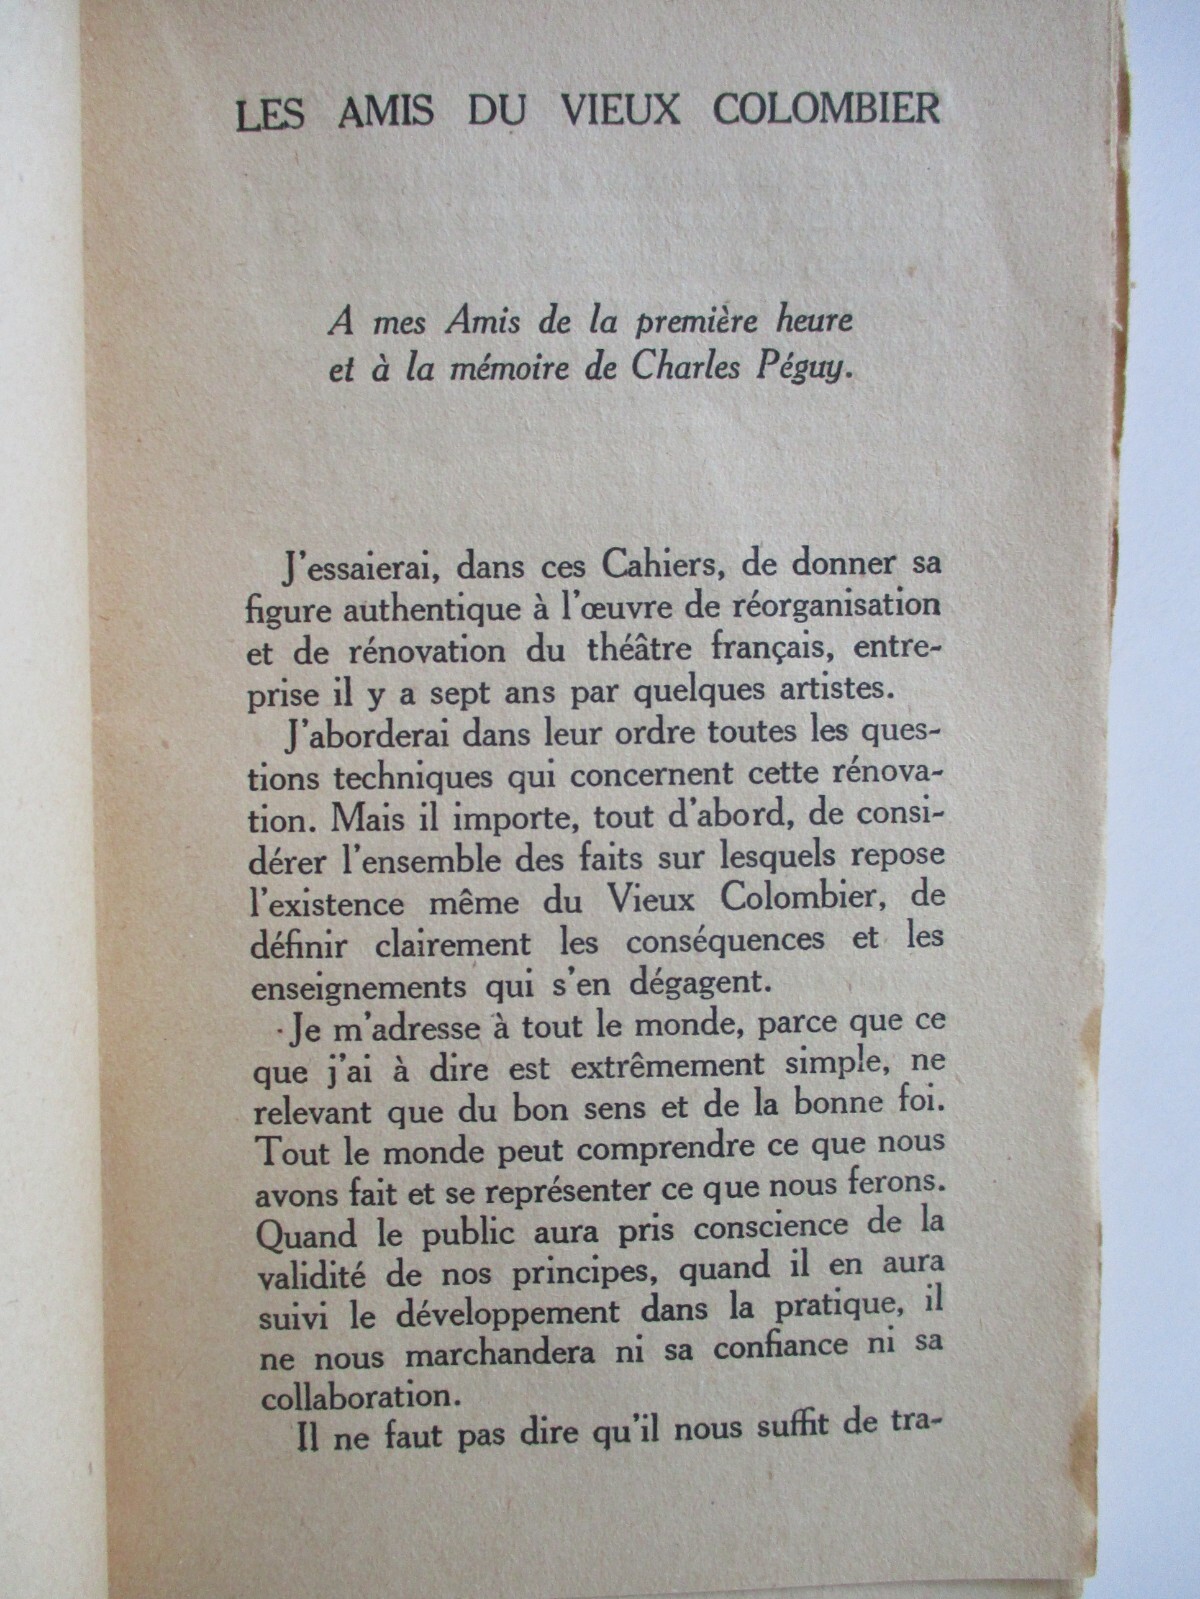 LES AMIS DU VIEUX COLOMBIER
A mes Amis de la première heure
et à la mémoire de Charles Péguy.
J'essaierai, dans ces Cahiers, de donner sa
figure authentique à l'œuvre de réorganisation
et de rénovation du théâtre français, entre-
prise il y a sept ans par quelques artistes.
J'aborderai dans leur ordre toutes les ques-
tions techniques qui concernent cette rénova-
tion. Mais il importe, tout d'abord, de consi-
dérer l'ensemble des faits sur lesquels repose
l'existence même du Vieux Colombier, de
définir clairement les conséquences et les
enseignements qui s'en dégagent.
Je m'adresse à tout le monde, parce que ce
que j'ai à dire est extrêmement simple, ne
relevant que du bon sens et de la bonne foi.
Tout le monde peut comprendre ce que nous
avons fait et se représenter ce que nous ferons.
Quand le public aura pris conscience de la
validité de nos principes, quand il en aura
suivi le développement dans la pratique, il
ne nous marchandera ni sa confiance ni sa
collaboration.
Il ne faut pas dire qu'il nous suffit de tra-